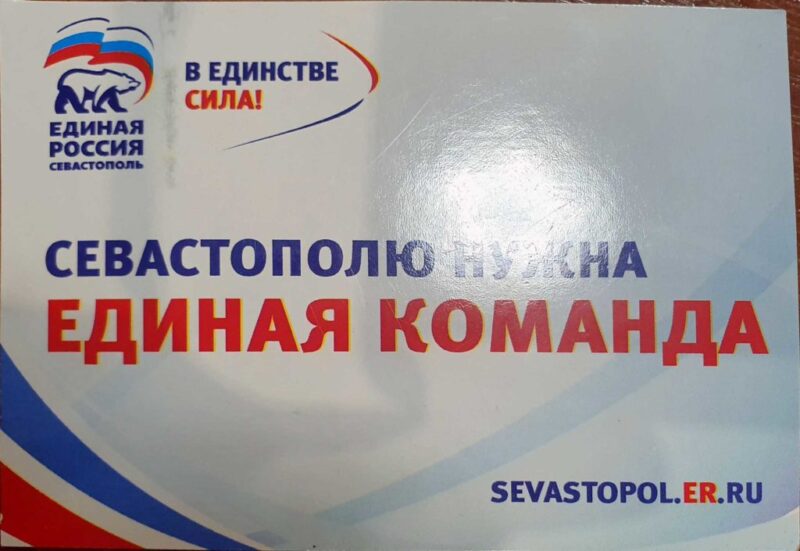 ЕДИНАЯ
РОССИЯ
СЕВАСТОПОЛЬ
В ЕДИНСТВЕ
СИЛА!
СЕВАСТОПОЛЮ НУЖНА
ЕДИНАЯ КОМАНДА
SEVASTOPOL.ER.RU